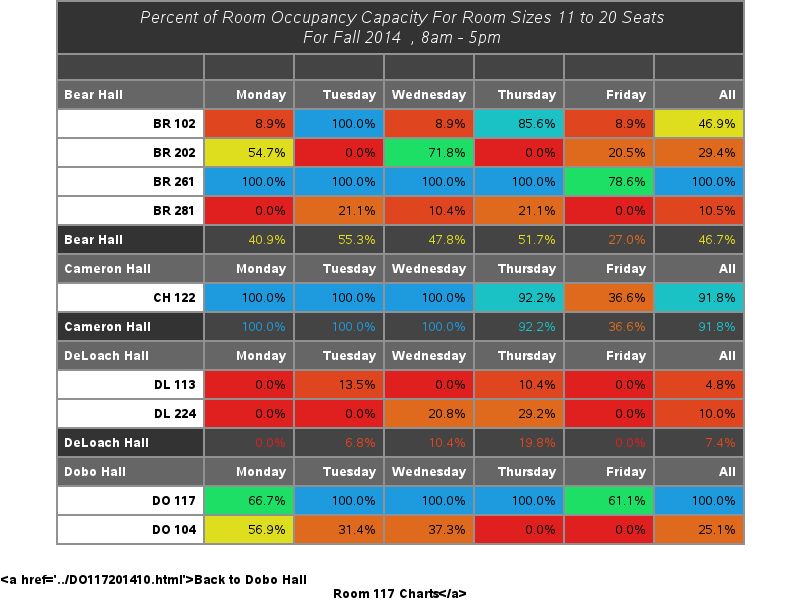 Percent of Room Occupancy Capacity For Room Sizes 11 to 20 Seats
For Fall 2014 , 8am - 5pm
Bear Hall Monday Tuesday Wednesday Thursday Friday All
BR 102 8.9% 100.0% 8.9% 85.6% 8.9% 46.9%
BR 202 54.7% 0.0% 71.8% 0.0% 20.5% 29.4%
BR 261 100.0% 100.0% 100.0% 100.0% 78.6% 100.0%
BR 281 0.0% 21.1% 10.4% 21.1% 0.0% 10.5%
Bear Hall 40.9% 55.3% 47.8% 51.7% 27.0% 46.7%
Cameron Hall Monday Tuesday Wednesday Thursday Friday All
CH 122 100.0% 100.0% 100.0% 92.2% 36.6% 91.8%
Cameron Hall 100.0% 100.0% 100.0% 92.2% 36.6% 91.8%
DeLoach Hall Monday Tuesday Wednesday Thursday Friday All
DL 113 0.0% 13.5% 0.0% 10.4% 0.0% 4.8%
DL 224 0.0% 0.0% 20.8% 29.2% 0.0% 10.0%
DeLoach Hall 0.0% 6.8% 10.4% 19.8% 0.0% 7.4%
Dobo Hall Monday Tuesday Wednesday Thursday Friday All
DO 117 66.7% 100.0% 100.0% 100.0% 61.1% 100.0%
DO 104 56.9% 31.4% 37.3% 0.0% 0.0% 25.1%
<a href='../DO117201410.html'>Back to Dobo Hall
Room 117 Charts</a>